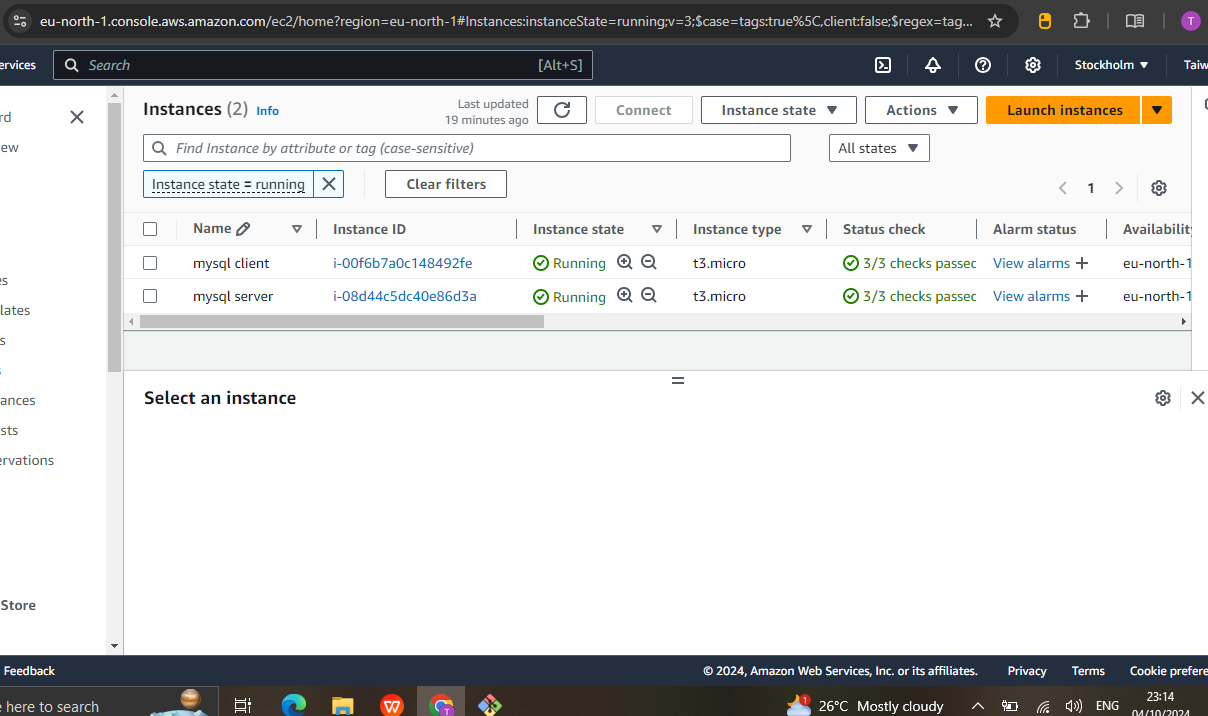 eu-north-1.console.aws.amazon.com/ec2/home?region=eu-north-1#Instances:instanceState=running;v=3;$case=tags:true%5C,client:false;$regex=tag... T
ervices Search [Alt+S] Stockholm ▼ Taiw
rd
ew
es
lates
s
s
ances
sts
ervations
Store
Instances (2) Info
Last updated
19 minutes ago
Connect Instance state ▼ Actions ▼ Launch instances ▼
Find Instance by attribute or tag (case-sensitive) All states ▼
Instance state = running Clear filters 1
Name Instance ID Instance state Instance type Status check Alarm status Availability
mysql client i-00f6b7a0c148492fe Running t3.micro 3/3 checks passed View alarms + eu-north-1
mysql server i-08d44c5dc40e86d3a Running t3.micro 3/3 checks passed View alarms + eu-north-1
Select an instance
Feedback © 2024, Amazon Web Services, Inc. or its affiliates. Privacy Terms Cookie prefere
here to search W T 1 26°C Mostly cloudy ENG 23:14
04/10/2024